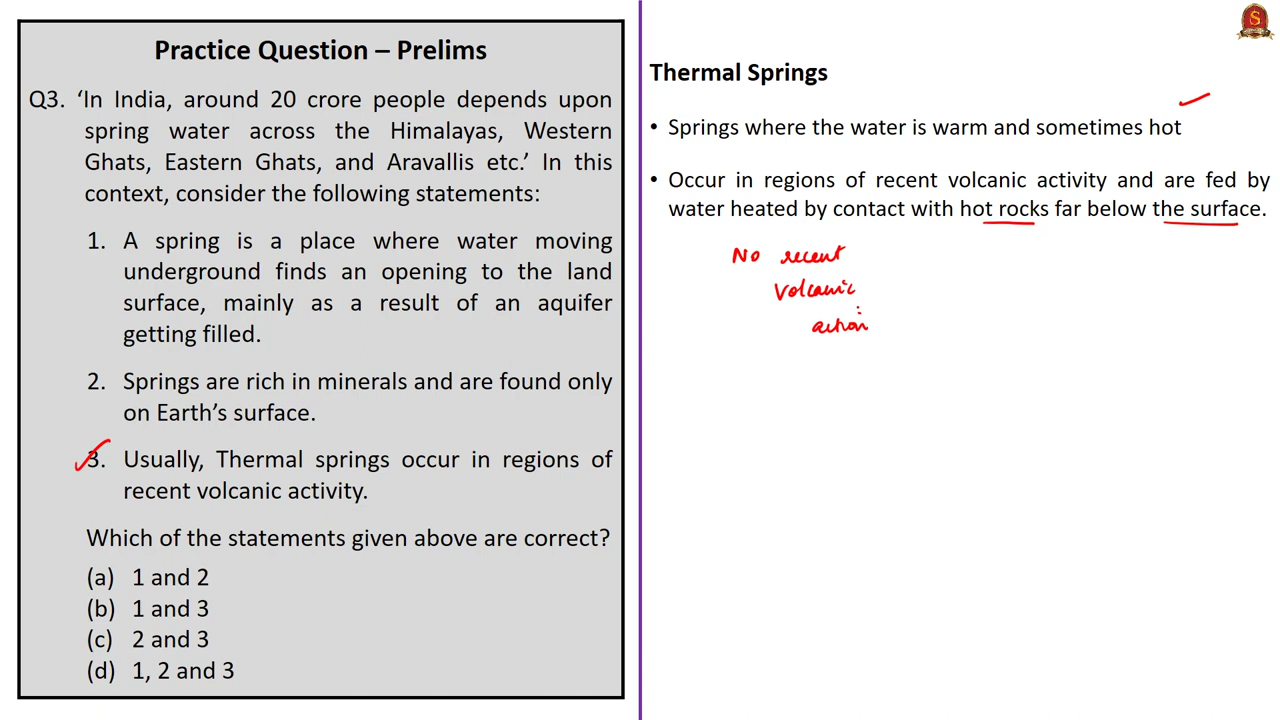 Practice Question – Prelims
Q3. ‘In India, around 20 crore people depends upon
spring water across the Himalayas, Western
Ghats, Eastern Ghats, and Aravallis etc.’ In this
context, consider the following statements:
1. A spring is a place where water moving
underground finds an opening to the land
surface, mainly as a result of an aquifer
getting filled.
2. Springs are rich in minerals and are found only
on Earth’s surface.
3. Usually, Thermal springs occur in regions of
recent volcanic activity.
Which of the statements given above are correct?
(a) 1 and 2
(b) 1 and 3
(c) 2 and 3
(d) 1, 2 and 3
Thermal Springs
• Springs where the water is warm and sometimes hot
• Occur in regions of recent volcanic activity and are fed by
water heated by contact with hot rocks far below the surface.
No recent
Volcanic
action
S